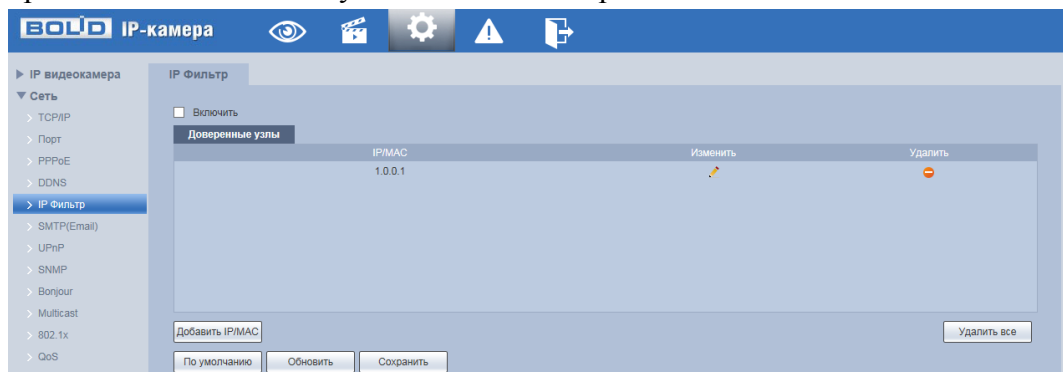 BOLID IP-камера
IP видеокамера
Сеть
TCP/IP
Порт
PPPoE
DDNS
IP Фильтр
SMTP(Email)
UPnP
SNMP
Bonjour
Multicast
802.1x
QoS
IP Фильтр
Включить
Доверенные узлы
IP/MAC Изменить Удалить
1.0.0.1
Добавить IP/MAC Удалить все
По умолчанию Обновить Сохранить